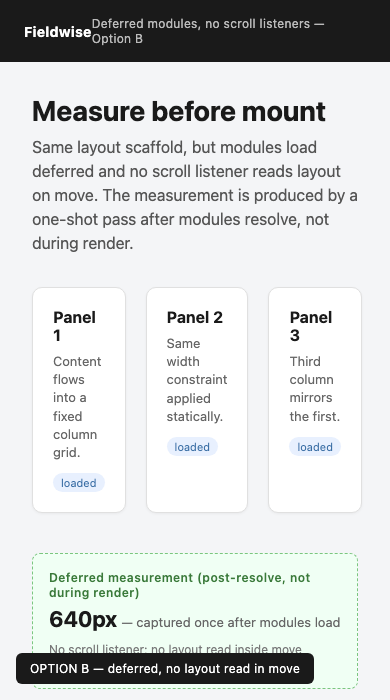 Fieldwise
Deferred modules, no scroll listeners —
Option B
Measure before mount
Same layout scaffold, but modules load
deferred and no scroll listener reads layout
on move. The measurement is produced by a
one-shot pass after modules resolve, not
during render.
Panel
1
Content
flows
into a
fixed
column
grid.
loaded
Panel 2
Same
width
constraint
applied
statically.
loaded
Panel
3
Third
column
mirrors
the first.
loaded
Deferred measurement (post-resolve, not
during render)
640px — captured once after modules load
No scroll listener; no layout read inside move
OPTION B — deferred, no layout read in move